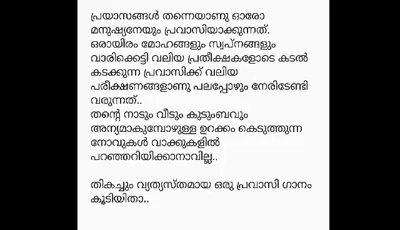 പ്രയാസങ്ങൾ തന്നെയാണു ഓരോ
മനുഷ്യനേയും പ്രവാസിയാക്കുന്നത്.
ഒരായിരം മോഹങ്ങളും സ്വപ്നങ്ങളും
വാരിക്കെട്ടി വലിയ പ്രതീക്ഷകളോടെ കടൽ
കടക്കുന്ന പ്രവാസിക്ക് വലിയ
പരീക്ഷണങ്ങളാണു പലപ്പോഴും നേരിടേണ്ടി
വരുന്നത്..
തന്റെ നാടും വീടും കുടുംബവും
അന്യമാകുമ്പോഴുള്ള ഉറക്കം കെടുത്തുന്ന
നോവുകൾ വാക്കുകളിൽ
പറഞ്ഞറിയിക്കാനാവില്ല..
തികച്ചും വ്യത്യസ്തമായ ഒരു പ്രവാസി ഗാനം
കൂടിയിതാ..